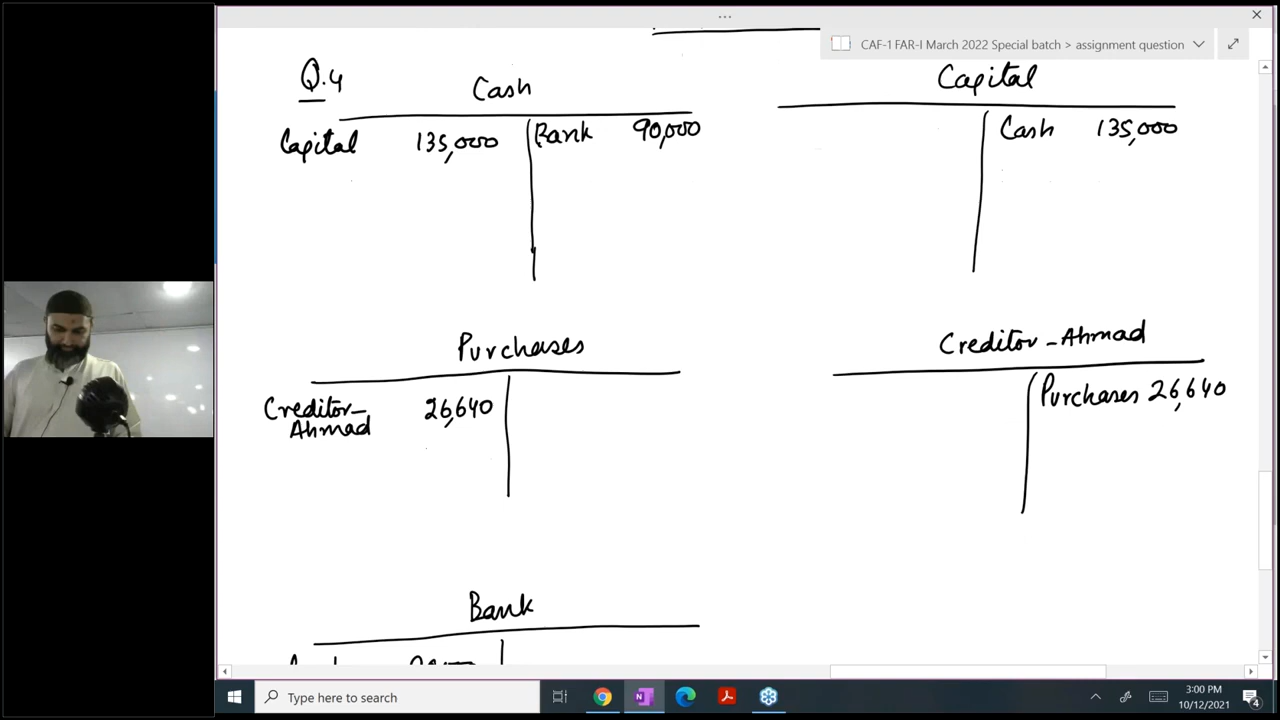 CAF-1 FAR-I March 2022 Special batch > assignment question
Q.4
Cash
Capital 135,000
Bank 90,000
Capital
Cash 135,000
Purchases
Creditor-
Ahmad 26,640
Creditor-Ahmad
Purchases 26,640
Bank
Type here to search
3:00 PM
10/12/2021
4